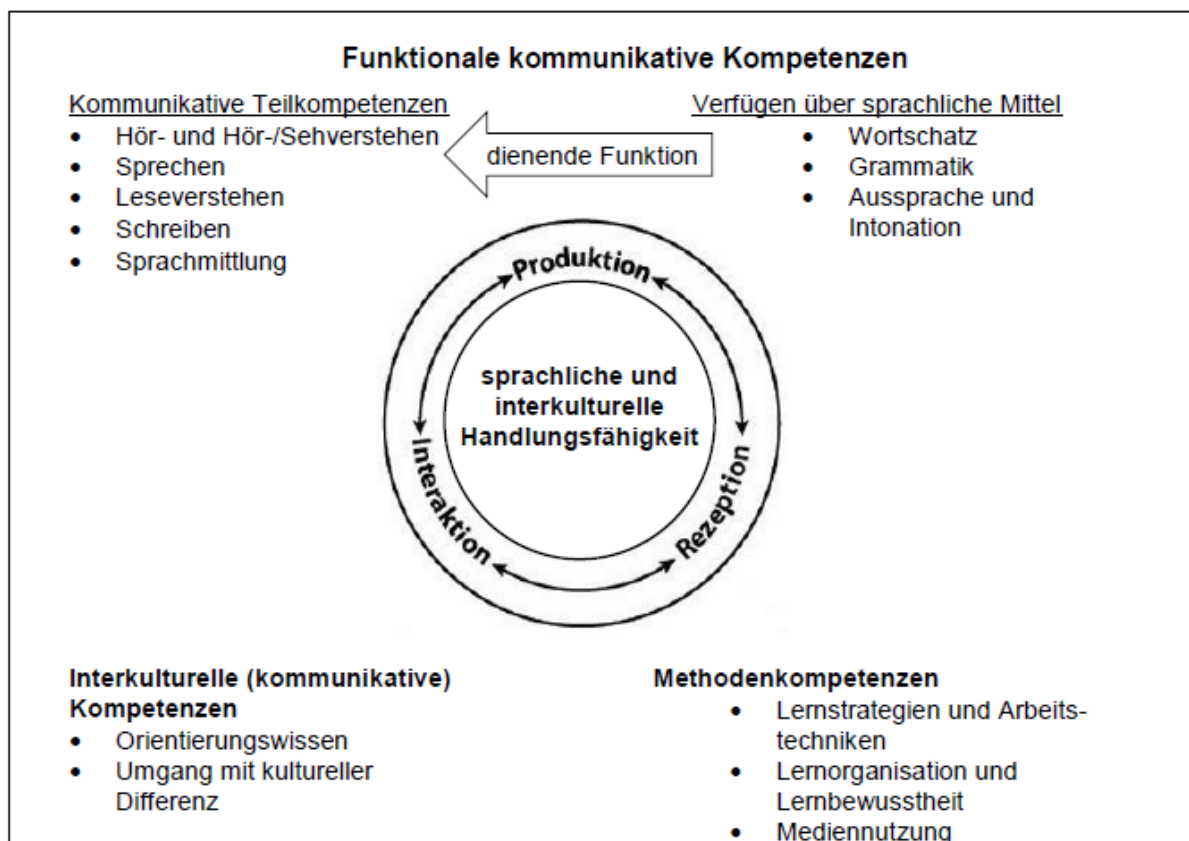 Funktionale kommunikative Kompetenzen
Kommunikative Teilkompetenzen
• Hör- und Hör-/Sehverstehen
• Sprechen
• Leseverstehen
• Schreiben
• Sprachmittlung
dienende Funktion
Verfügen über sprachliche Mittel
• Wortschatz
• Grammatik
• Aussprache und
Intonation
Produktion
sprachliche und
interkulturelle
Handlungsfähigkeit
Interaktion
Rezeption
Interkulturelle (kommunikative)
Kompetenzen
• Orientierungswissen
• Umgang mit kultureller
Differenz
Methodenkompetenzen
• Lernstrategien und Arbeits-
techniken
• Lernorganisation und
Lernbewusstheit
• Mediennutzung